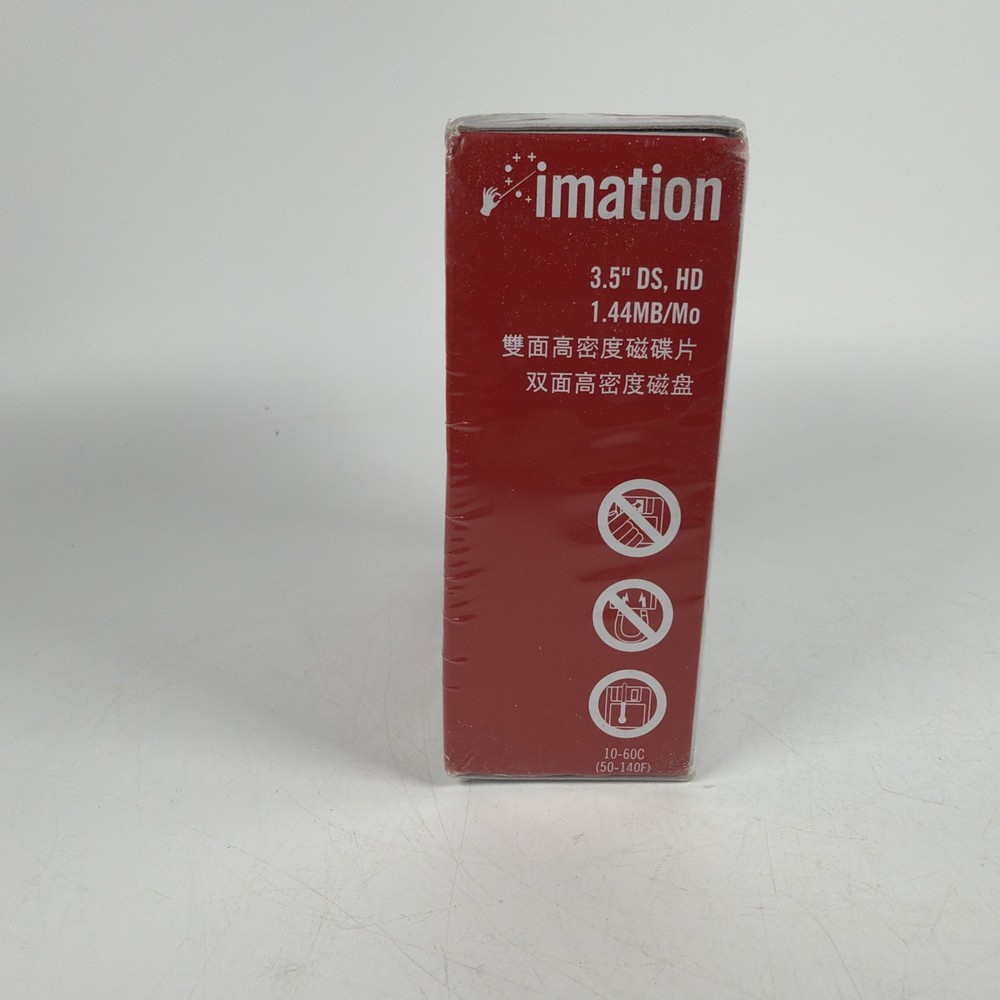 imation
3.5" DS, HD
1.44MB/Mo
雙面高密度磁碟片
双面高密度磁盘
10-60C
(50-140F)